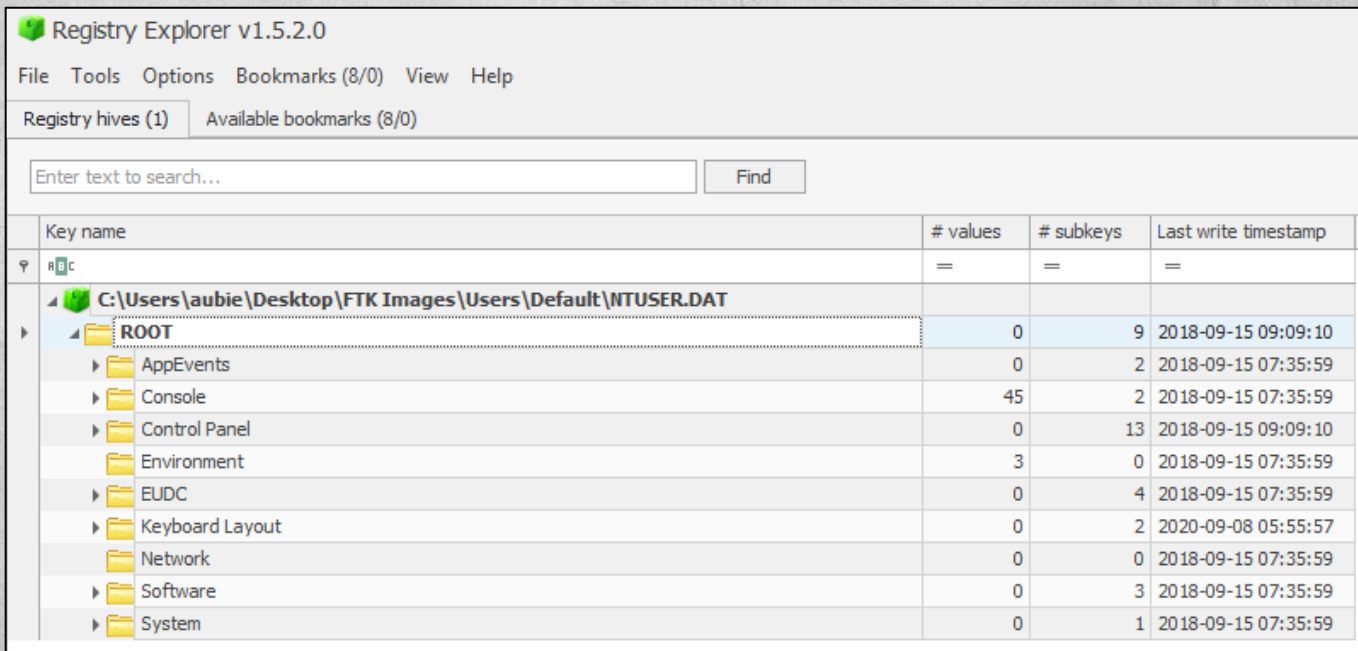 Registry Explorer v1.5.2.0
File Tools Options Bookmarks (8/0) View Help
Registry hives (1) Available bookmarks (8/0)
Enter text to search... Find
Key name # values # subkeys Last write timestamp
ABC = = =
C:\Users\aubie\Desktop\FTK Images\Users\Default\NTUSER.DAT
ROOT 0 9 2018-09-15 09:09:10
AppEvents 0 2 2018-09-15 07:35:59
Console 45 2 2018-09-15 07:35:59
Control Panel 0 13 2018-09-15 09:09:10
Environment 3 0 2018-09-15 07:35:59
EUDC 0 4 2018-09-15 07:35:59
Keyboard Layout 0 2 2020-09-08 05:55:57
Network 0 0 2018-09-15 07:35:59
Software 0 3 2018-09-15 07:35:59
System 0 1 2018-09-15 07:35:59